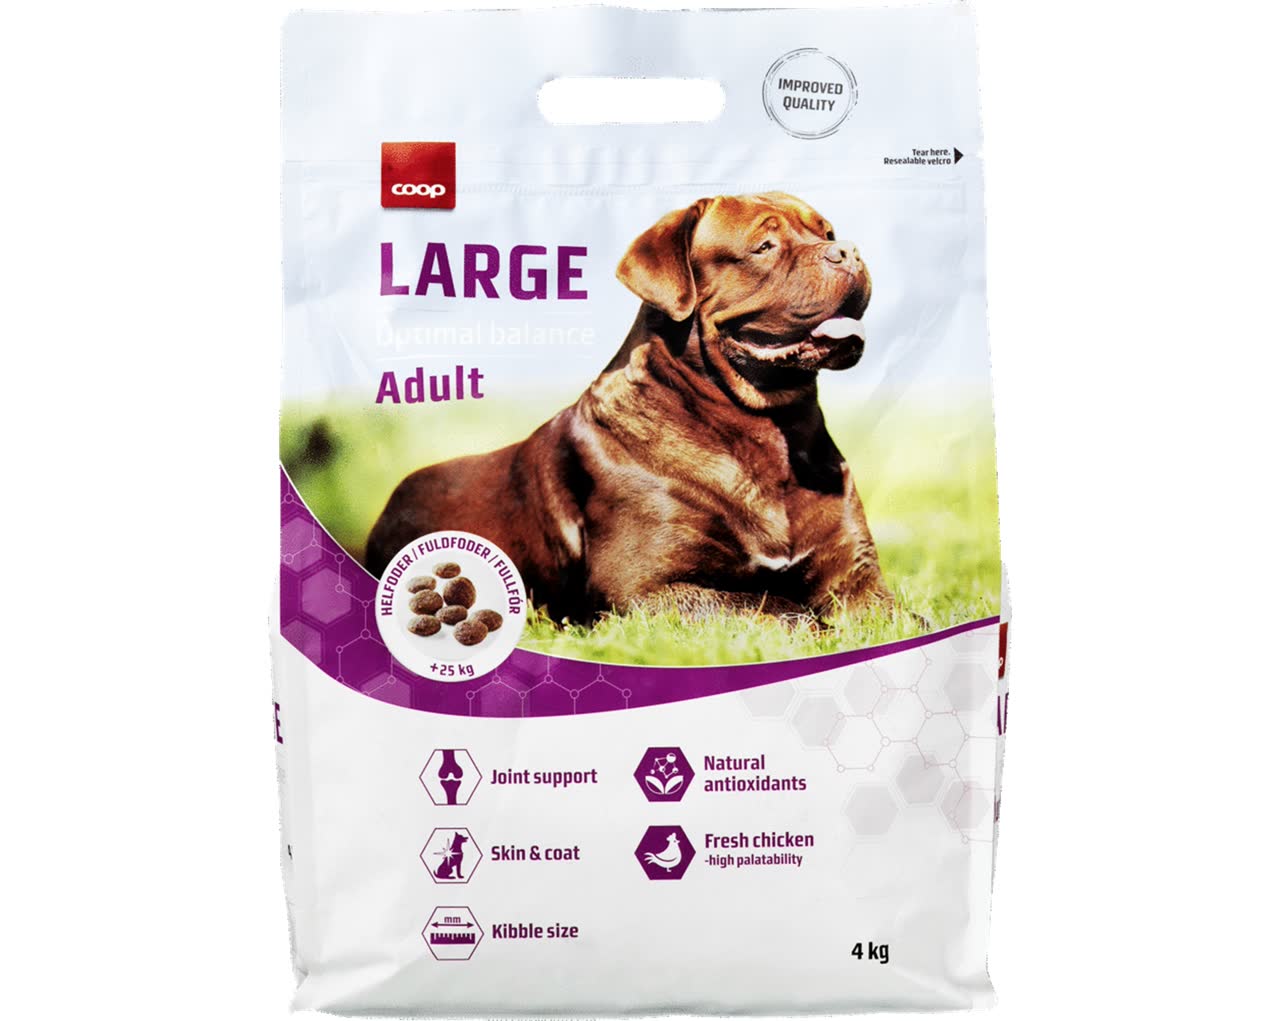 IMPROVED
QUALITY
Tear here.
Resealable velcro
coop
LARGE
Optimal balance
Adult
HELFODER / FULDFODER / FULLFÓR
+25 kg
Joint support
Natural
antioxidants
Skin & coat
Fresh chicken
-high palatability
mm
Kibble size
4 kg